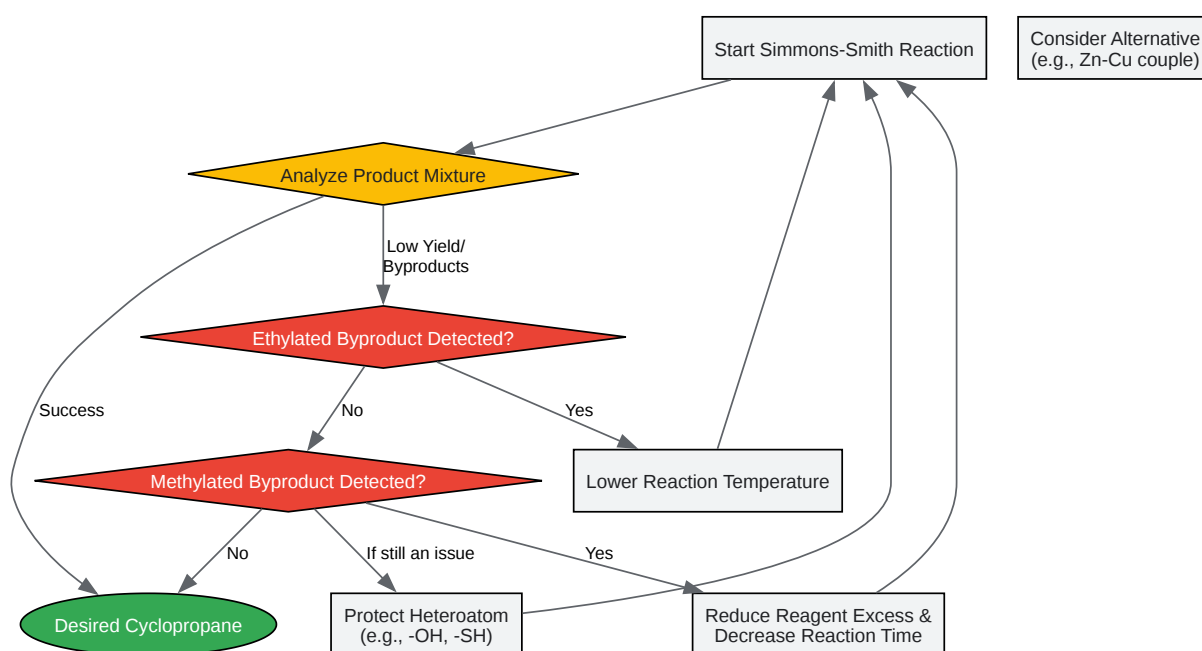 Start Simmons-Smith Reaction
Consider Alternative
(e.g., Zn-Cu couple)
Analyze Product Mixture
Low Yield/
Byproducts
Ethylated Byproduct Detected?
Success
No
Yes
Methylated Byproduct Detected?
Lower Reaction Temperature
No
If still an issue
Yes
Desired Cyclopropane
Protect Heteroatom
(e.g., -OH, -SH)
Reduce Reagent Excess &
Decrease Reaction Time